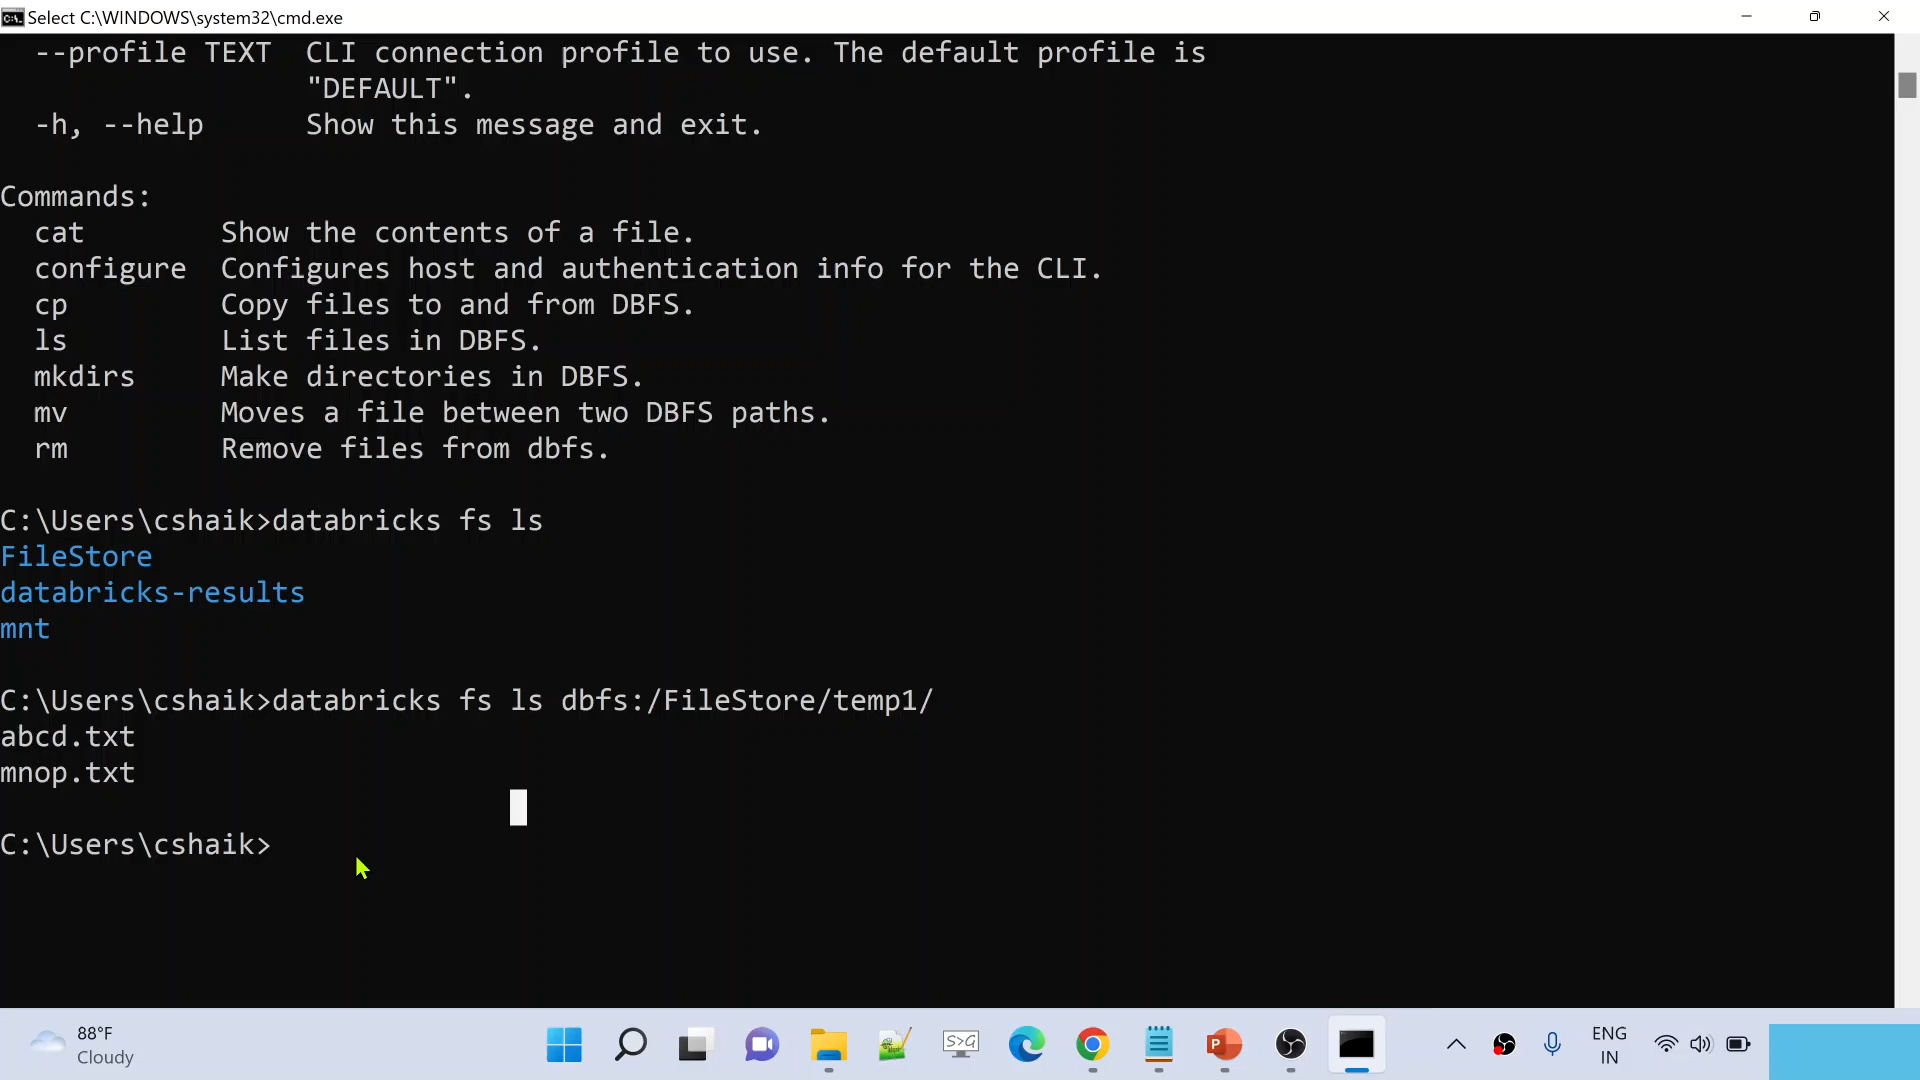 Select C:\WINDOWS\system32\cmd.exe
--profile TEXT  CLI connection profile to use. The default profile is
"DEFAULT".
-h, --help      Show this message and exit.
Commands:
cat        Show the contents of a file.
configure  Configures host and authentication info for the CLI.
cp         Copy files to and from DBFS.
ls         List files in DBFS.
mkdirs     Make directories in DBFS.
mv         Moves a file between two DBFS paths.
rm         Remove files from dbfs.
C:\Users\cshaik>databricks fs ls
FileStore
databricks-results
mnt
C:\Users\cshaik>databricks fs ls dbfs:/FileStore/temp1/
abcd.txt
mnop.txt
C:\Users\cshaik>
88°F
Cloudy
S>G
P
ENG
IN